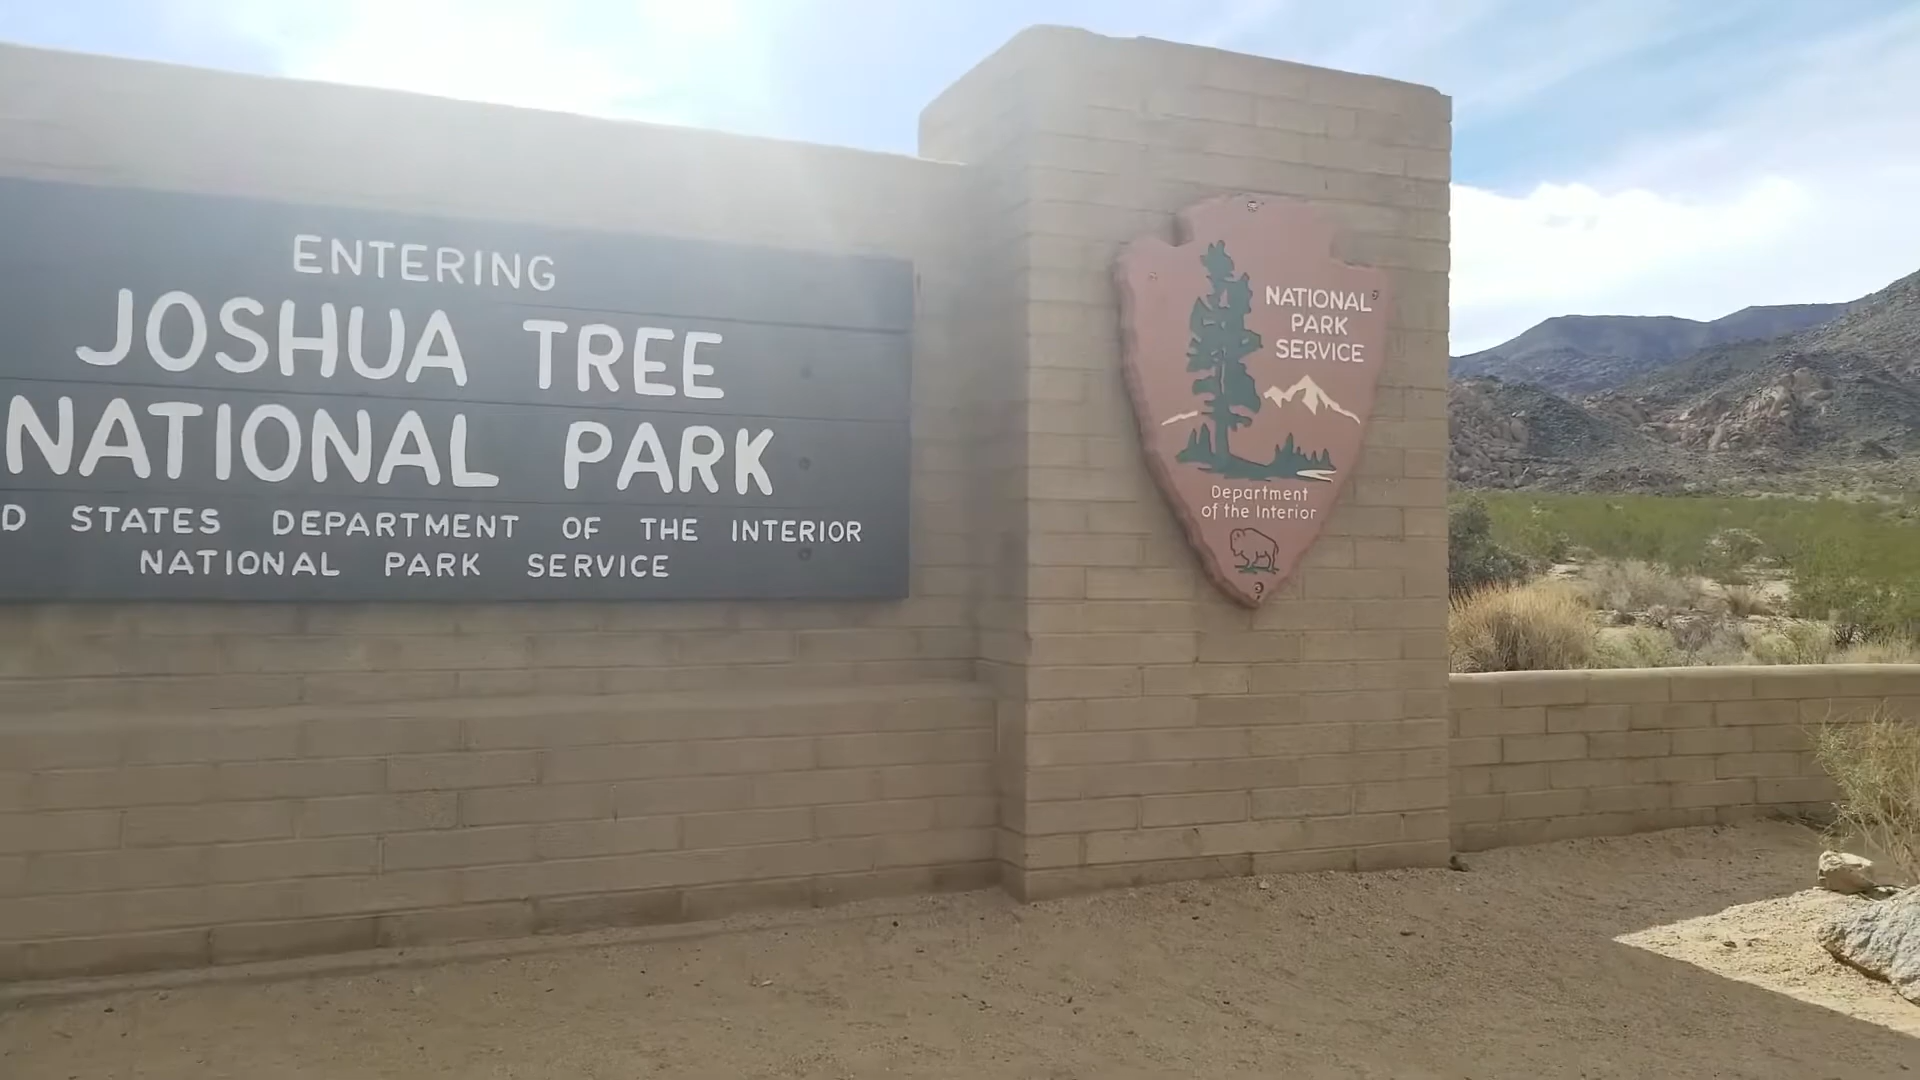 ENTERING
JOSHUA TREE
NATIONAL PARK
D STATES DEPARTMENT OF THE INTERIOR
NATIONAL PARK SERVICE
NATIONAL
PARK
SERVICE
Department
of the Interior